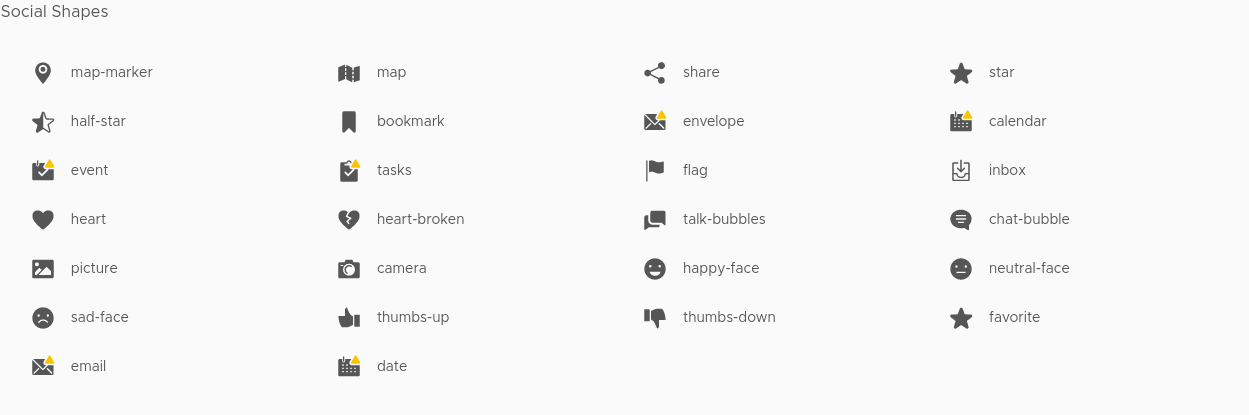 Social Shapes
map-marker map share star
half-star bookmark envelope calendar
event tasks flag inbox
heart heart-broken talk-bubbles chat-bubble
picture camera happy-face neutral-face
sad-face thumbs-up thumbs-down favorite
email date